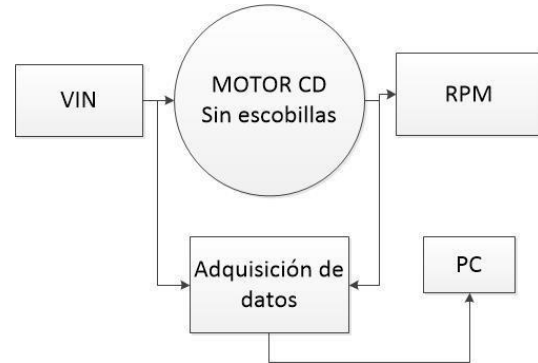 VIN
MOTOR CD
Sin escobillas
RPM
Adquisición de
datos
PC